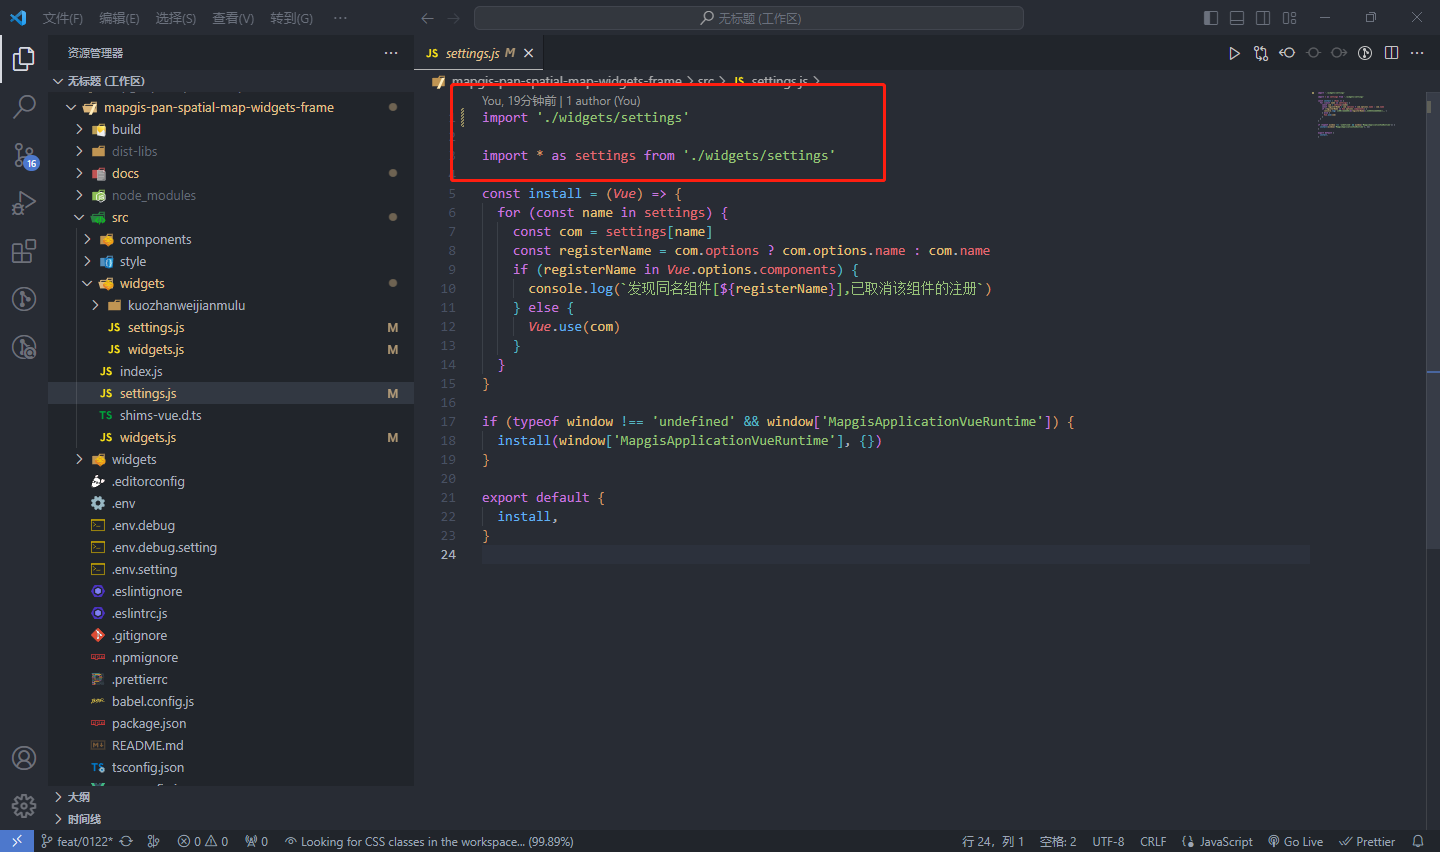 文件(F) 编辑(E) 选择(S) 查看(V) 转到(G) ··· 无标题 (工作区)
资源管理器 ···
JS settings.js M
无标题 (工作区)
mapgis-pan-spatial-map-widgets-frame > src > JS settings.js >
mapgis-pan-spatial-map-widgets-frame
build
dist-libs
docs
node_modules
src
components
style
widgets
kuozhanweijianmulu
JS settings.js M
JS widgets.js M
JS index.js
JS settings.js M
TS shims-vue.d.ts
JS widgets.js M
widgets
.editorconfig
.env
.env.debug
.env.debug.setting
.env.setting
.eslintignore
.eslintrc.js
.gitignore
.npmignore
.prettierrc
babel.config.js
package.json
README.md
tsconfig.json
大纲
时间线
You, 19分钟前 | 1 author (You)
import './widgets/settings'
import * as settings from './widgets/settings'
5 const install = (Vue) => {
6 for (const name in settings) {
7 const com = settings[name]
8 const registerName = com.options ? com.options.name : com.name
9 if (registerName in Vue.options.components) {
10 console.log(`发现同名组件[${registerName}],已取消该组件的注册`)
11 } else {
12 Vue.use(com)
13 }
14 }
15 }
16
17 if (typeof window !== 'undefined' && window['MapgisApplicationVueRuntime']) {
18 install(window['MapgisApplicationVueRuntime'], {})
19 }
20
21 export default {
22 install,
23 }
24
16
feat/0122* 0 0 0 Looking for CSS classes in the workspace... (99.89%) 行 24, 列 1 空格: 2 UTF-8 CRLF JavaScript Go Live Prettier